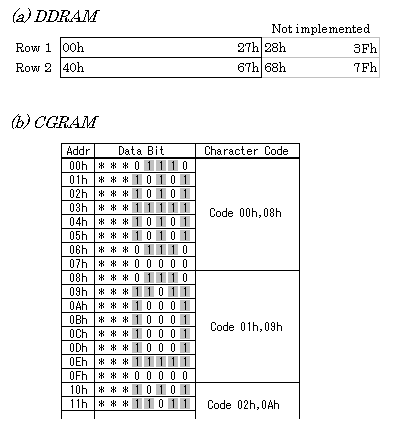 (a) DDRAM
Not implemented
Row 1 00h 27h 28h 3Fh
Row 2 40h 67h 68h 7Fh
(b) CGRAM
Addr Data Bit Character Code
00h * * * 0 1 1 1 0
01h * * * 1 0 1 0 1
02h * * * 1 0 1 0 1
03h * * * 1 1 1 1 1
04h * * * 1 0 1 0 1
05h * * * 1 0 1 0 1
06h * * * 0 1 1 1 0
07h * * * 0 0 0 0 0
Code 00h,08h
08h * * * 0 1 1 1 0
09h * * * 1 1 0 1 1
0Ah * * * 1 0 0 0 1
0Bh * * * 1 0 0 0 1
0Ch * * * 1 0 0 0 1
0Dh * * * 1 0 0 0 1
0Eh * * * 1 1 1 1 1
0Fh * * * 0 0 0 0 0
Code 01h,09h
10h * * * 1 0 1 0 1
11h * * * 1 1 0 1 1
Code 02h,0Ah